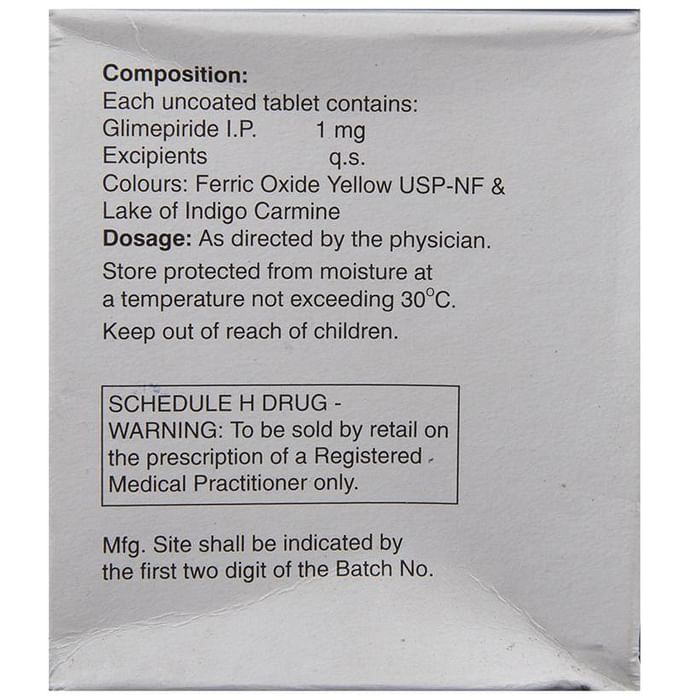 Composition:
Each uncoated tablet contains:
Glimepiride I.P. 1 mg
Excipients q.s.
Colours: Ferric Oxide Yellow USP-NF &
Lake of Indigo Carmine
Dosage: As directed by the physician.
Store protected from moisture at
a temperature not exceeding 30°C.
Keep out of reach of children.
SCHEDULE H DRUG -
WARNING: To be sold by retail on
the prescription of a Registered
Medical Practitioner only.
Mfg. Site shall be indicated by
the first two digit of the Batch No.